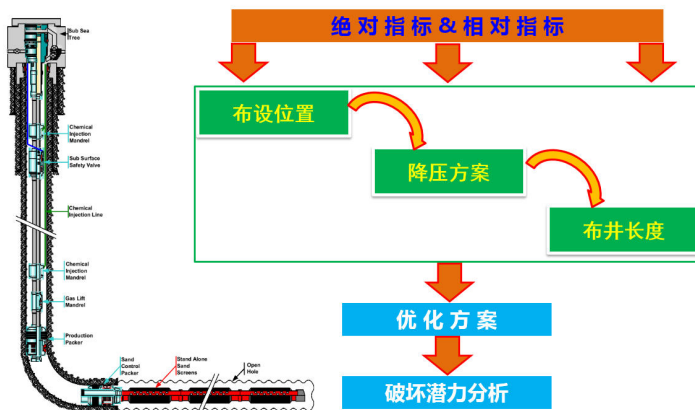 Sub Sea
Tree
Chemical
Injection
Mandrel
Sub Surface
Safety Valve
Chemical
Injection Line
Chemical
Injection
Mandrel
Gas Lift
Mandrel
Production
Packer
Sand
Control
Packer
Stand Alone
Sand
Screens
Open
Hole
绝对指标&相对指标
布设位置
降压方案
布井长度
优化方案
破坏潜力分析